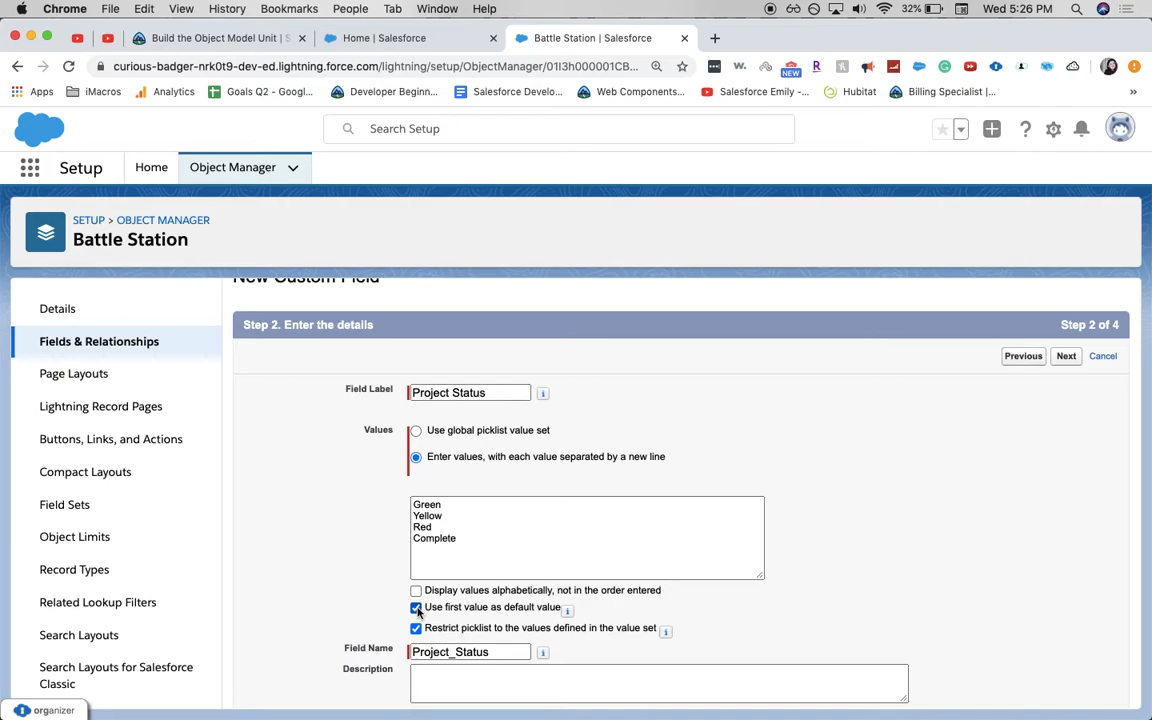 Chrome File Edit View History Bookmarks People Tab Window Help 32% Wed 5:26 PM
Build the Object Model Unit | S Home | Salesforce Battle Station | Salesforce
curious-badger-nrk0t9-dev-ed.lightning.force.com/lightning/setup/ObjectManager/01I3h000001CB... NEW
Apps iMacros Analytics Goals Q2 - Googl... Developer Beginn... Salesforce Develo... Web Components... Salesforce Emily -... Hubitat Billing Specialist |... »
Search Setup
Setup Home Object Manager
SETUP > OBJECT MANAGER
Battle Station
New Custom Field
Details
Fields & Relationships
Page Layouts
Lightning Record Pages
Buttons, Links, and Actions
Compact Layouts
Field Sets
Object Limits
Record Types
Related Lookup Filters
Search Layouts
Search Layouts for Salesforce
Classic
organizer
Step 2. Enter the details Step 2 of 4
Previous Next Cancel
Field Label Project Status
Values Use global picklist value set
Enter values, with each value separated by a new line
Green
Yellow
Red
Complete
Display values alphabetically, not in the order entered
Use first value as default value
Restrict picklist to the values defined in the value set
Field Name Project_Status
Description